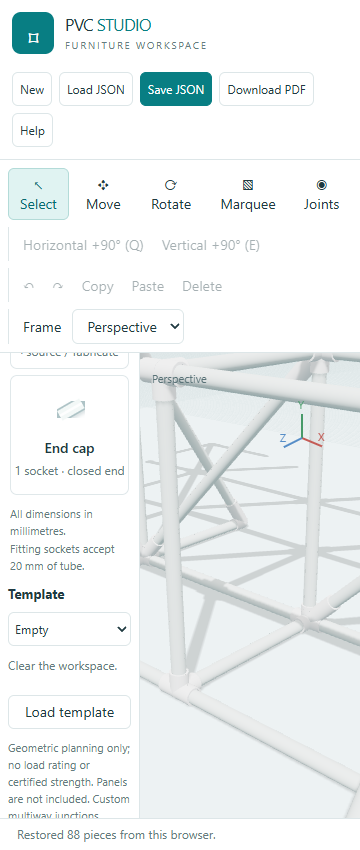 PVC STUDIO
FURNITURE WORKSPACE
New
Load JSON
Save JSON
Download PDF
Help
Select
Move
Rotate
Marquee
Joints
Horizontal +90° (Q)
Vertical +90° (E)
Copy
Paste
Delete
Frame
Perspective
· source / fabricate
End cap
1 socket · closed end
All dimensions in
millimetres.
Fitting sockets accept
20 mm of tube.
Template
Empty
Clear the workspace.
Load template
Geometric planning only;
no load rating or
certified strength. Panels
are not included. Custom
multiway junctions
Perspective
Y
Z
X
Restored 88 pieces from this browser.